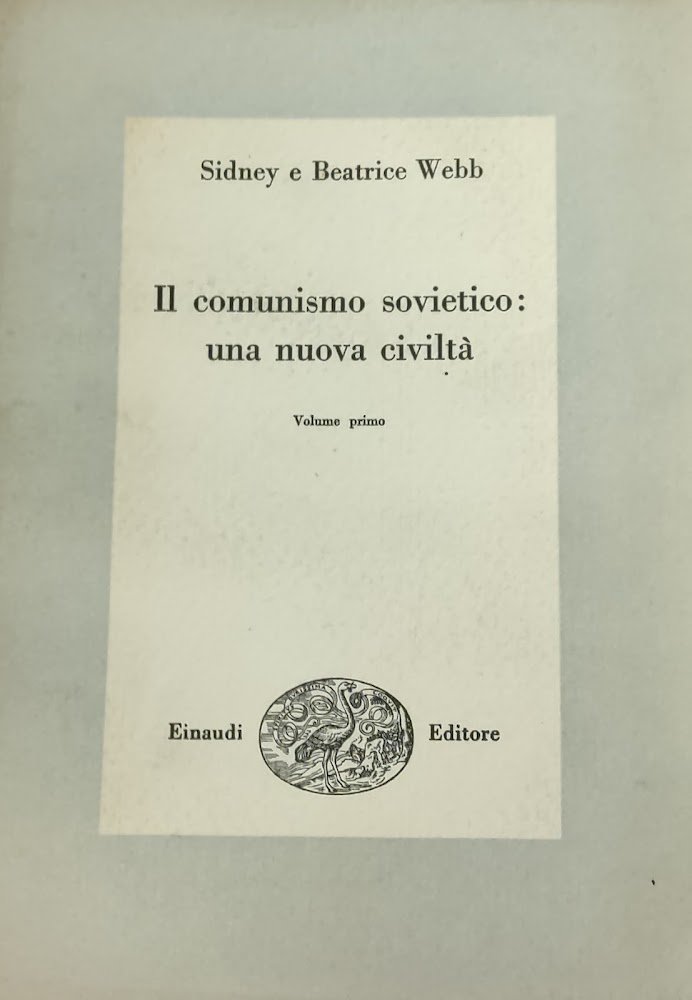 Sidney e Beatrice Webb
Il comunismo sovietico:
una nuova civiltà
Volume primo
Einaudi Editore